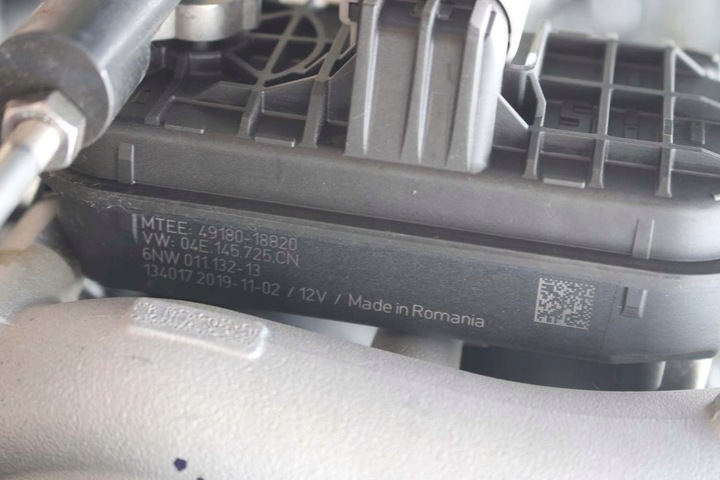 MTEE: 49180-18820
VW: 04E.145.725.CN
6NW 011.132-13
134017 2019-11-02 / 12V / Made in Romania